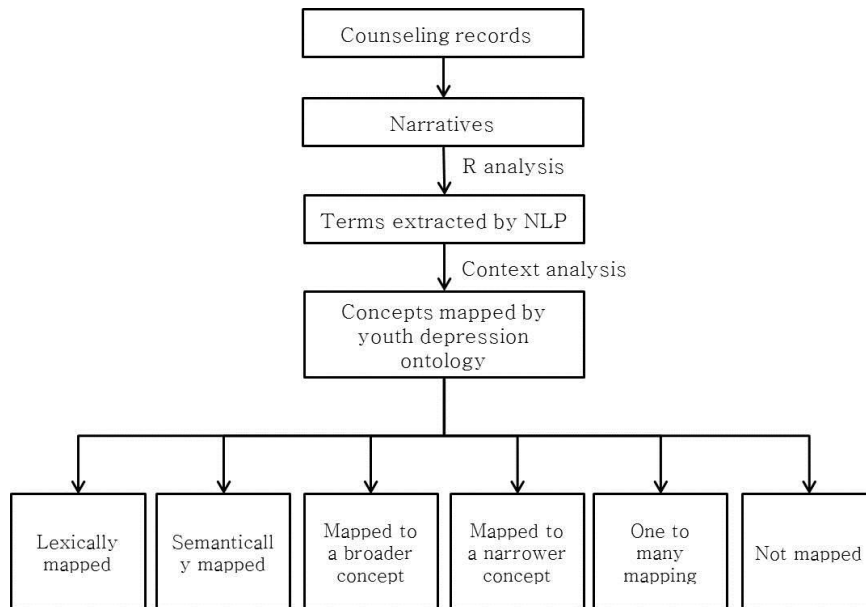 Counseling records
Narratives
R analysis
Terms extracted by NLP
Context analysis
Concepts mapped by
youth depression
ontology
Lexically
mapped
Semanticall
y mapped
Mapped to
a broader
concept
Mapped to
a narrower
concept
One to
many
mapping
Not mapped